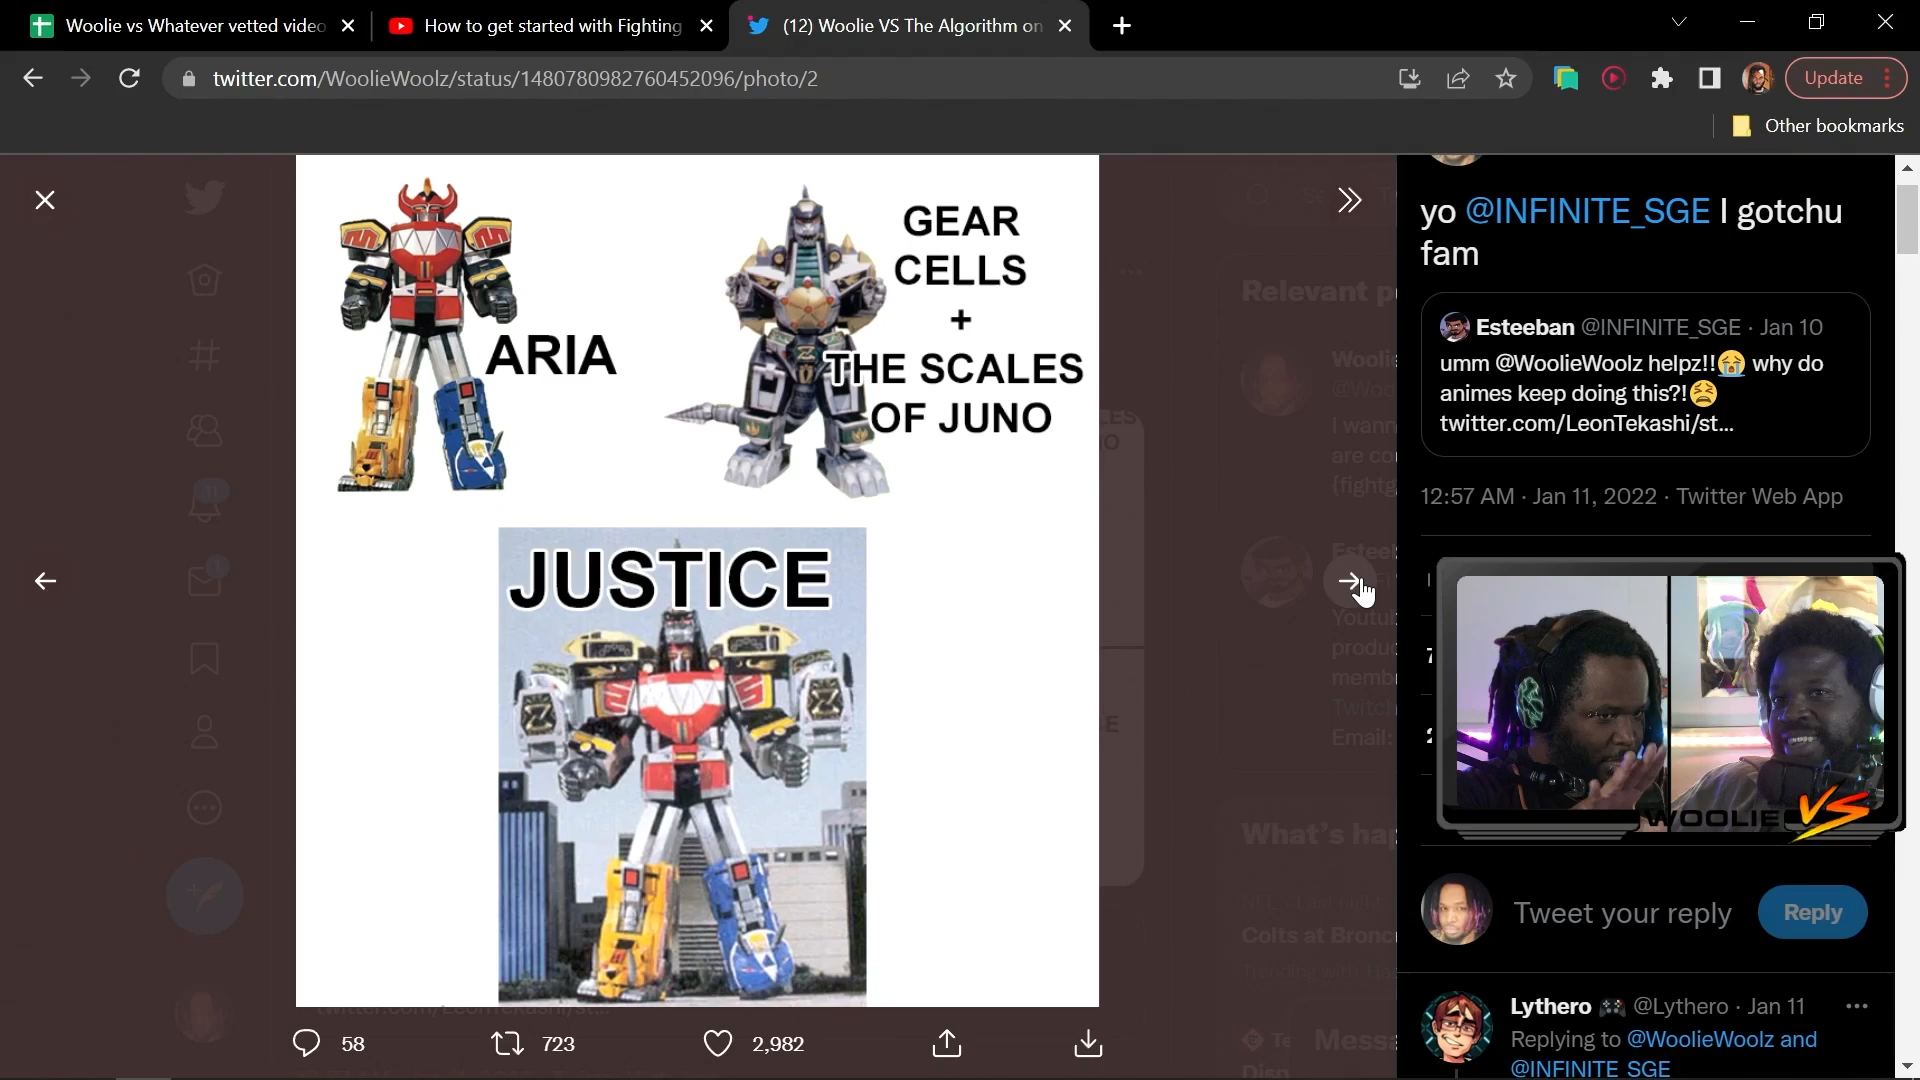 Woolie vs Whatever vetted video
How to get started with Fighting
(12) Woolie VS The Algorithm on
twitter.com/WoolieWoolz/status/1480780982760452096/photo/2
Update
Other bookmarks
ARIA
GEAR
CELLS
+
THE SCALES
OF JUNO
JUSTICE
58
723
2,982
Relevant p
What's ha
Colts at Bronc
Trending with
Messa
yo @INFINITE_SGE I gotchu
fam
Esteeban @INFINITE_SGE · Jan 10
umm @WoolieWoolz helpz!!😭 why do
animes keep doing this?!😫
twitter.com/LeonTekashi/st...
12:57 AM · Jan 11, 2022 · Twitter Web App
WOOLIE VS
Tweet your reply
Reply
Lythero 🎮 @Lythero · Jan 11
Replying to @WoolieWoolz and
@INFINITE_SGE